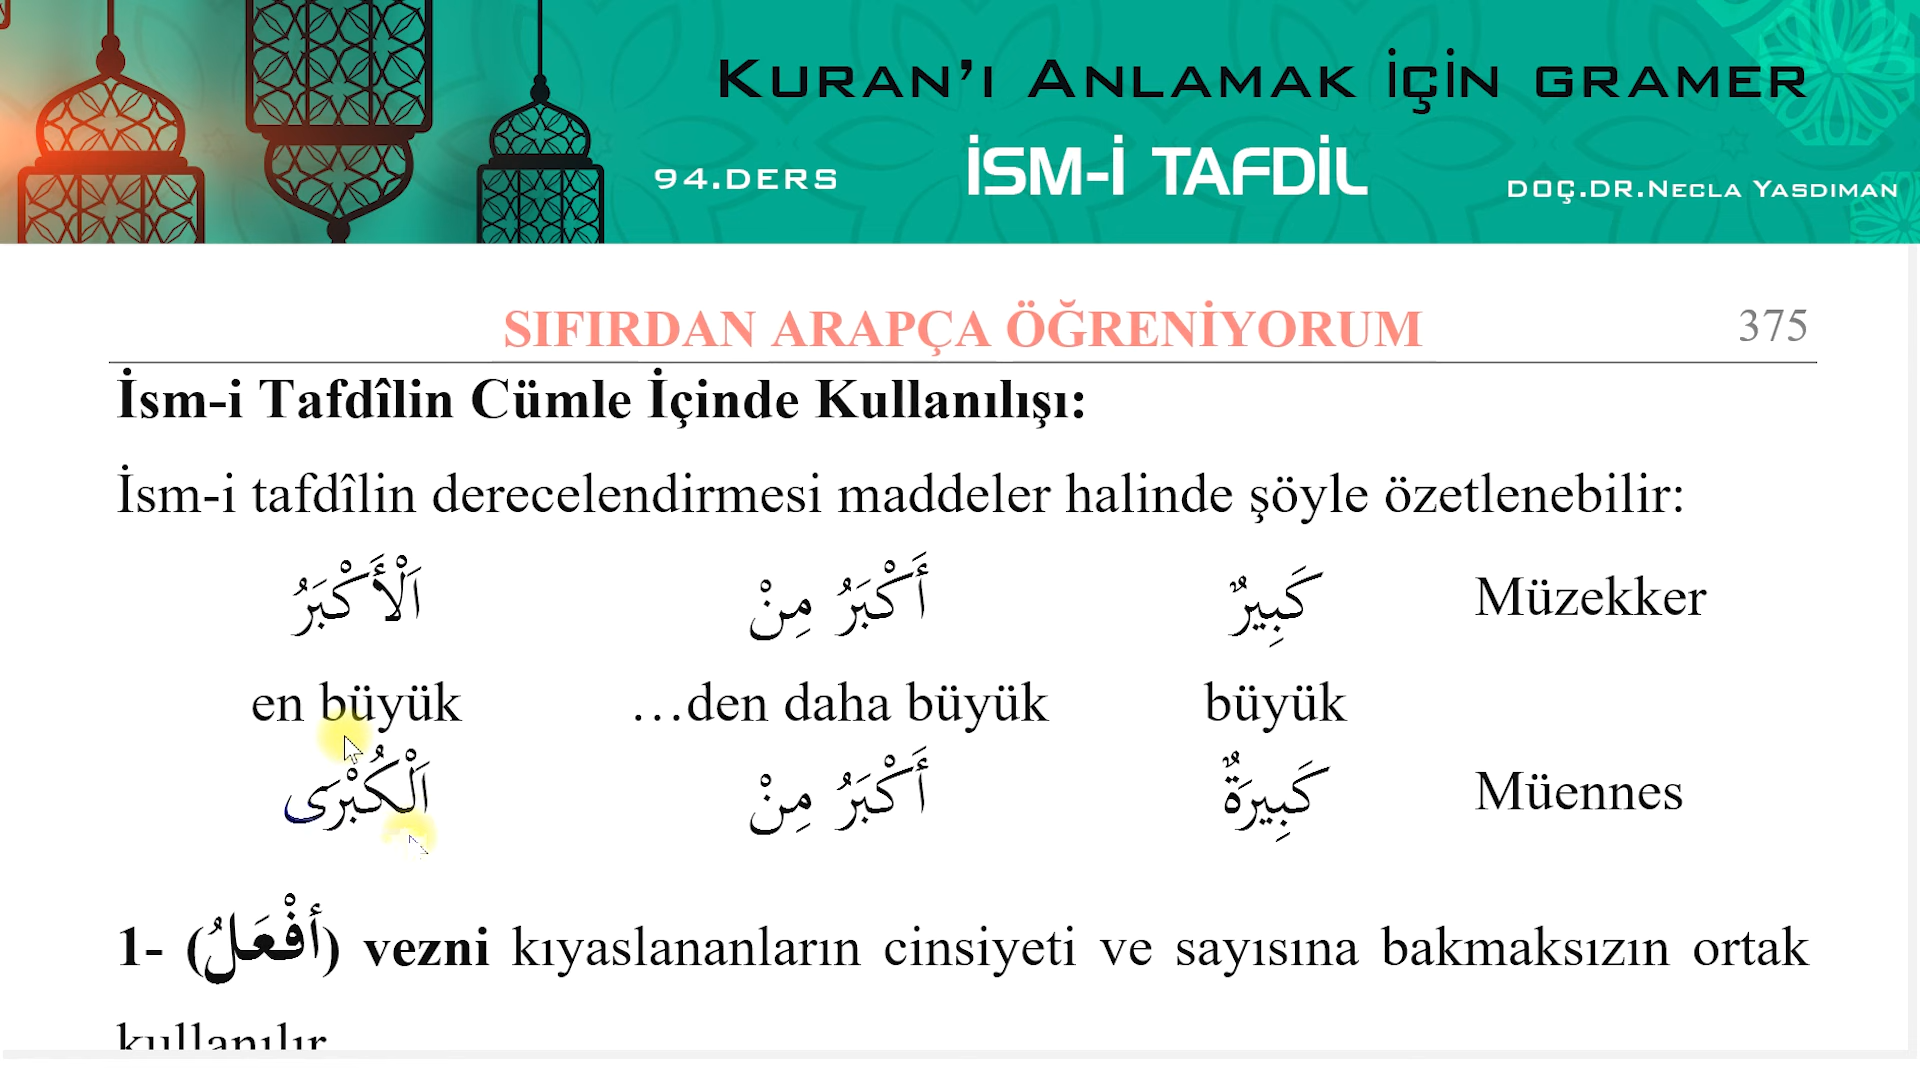 KURAN'I ANLAMAK İÇİN GRAMER
94.DERS İSM-İ TAFDİL DOÇ.DR.NECLA YASDIMAN
SIFIRDAN ARAPÇA ÖĞRENİYORUM 375
İsm-i Tafdîlin Cümle İçinde Kullanılışı:
İsm-i tafdîlin derecelendirmesi maddeler halinde şöyle özetlenebilir:
اَلْأَكْبَرُ أَكْبَرُ مِنْ كَبِيرٌ Müzekker
en büyük …den daha büyük büyük
اَلْكُبْرَى أَكْبَرُ مِنْ كَبِيرَةٌ Müennes
1- (أَفْعَلُ) vezni kıyaslananların cinsiyeti ve sayısına bakmaksızın ortak
kullanılır